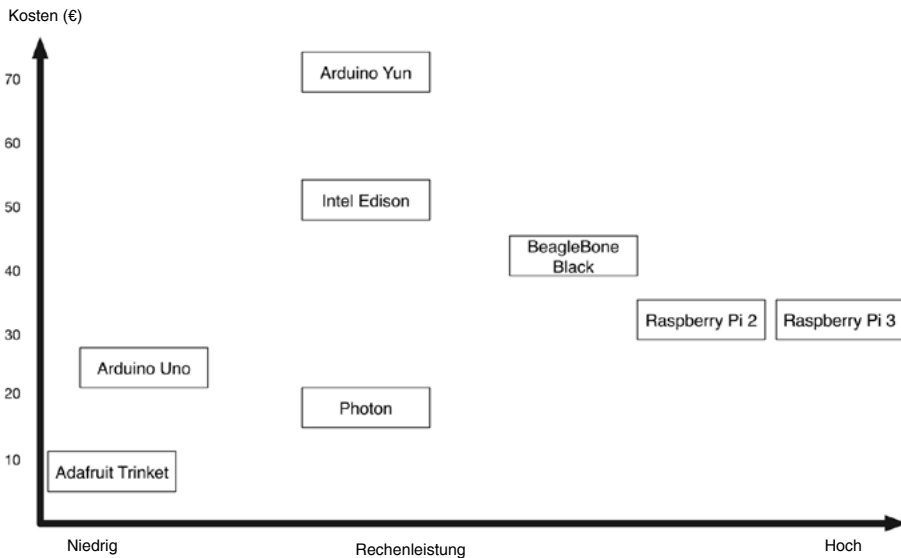 Kosten (€)
70
Arduino Yun
60
50
Intel Edison
BeagleBone
Black
40
Raspberry Pi 2
Raspberry Pi 3
30
Arduino Uno
20
Photon
10
Adafruit Trinket
Niedrig
Rechenleistung
Hoch